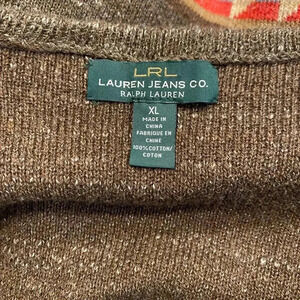 LRL
LAUREN JEANS CO.
RALPH LAUREN
XL
MADE IN
CHINA
FABRIQUE EN
CHINE
100%COTTON/
COTON